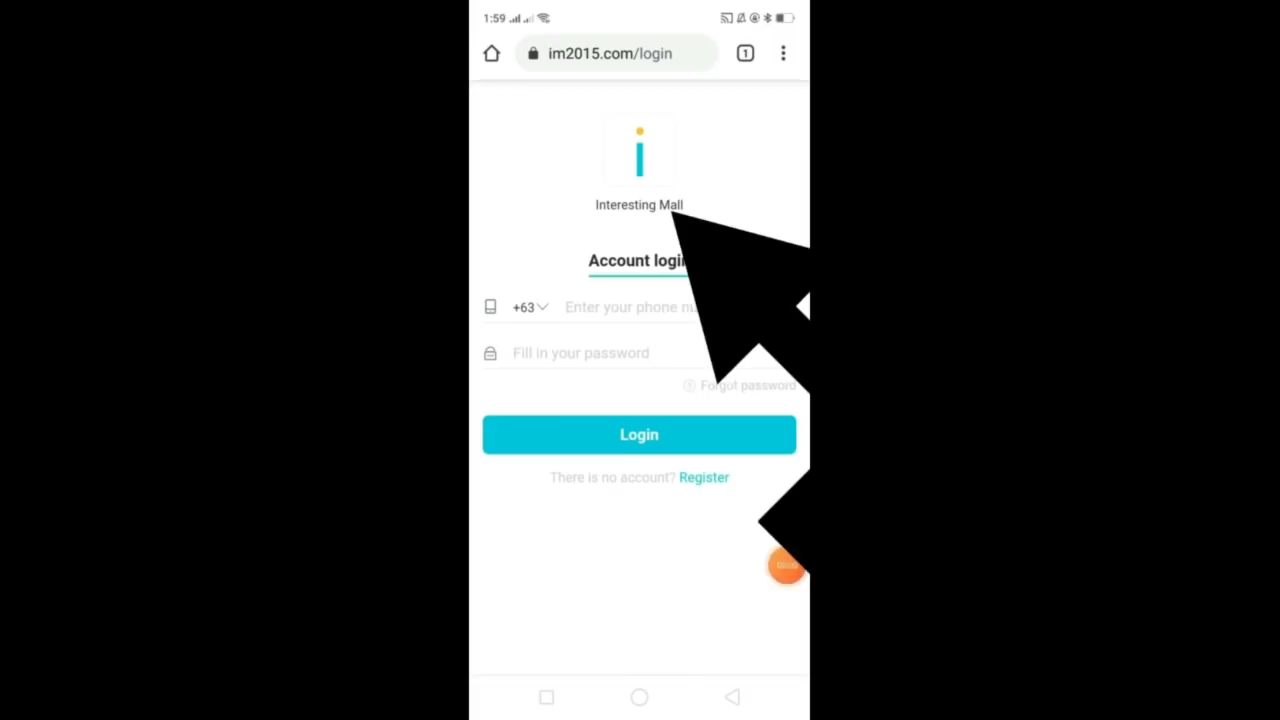 1:59
im2015.com/login
1
i
Interesting Mall
Account login
+63
Enter your phone
Fill in your password
Forgot password
Login
There is no account? Register